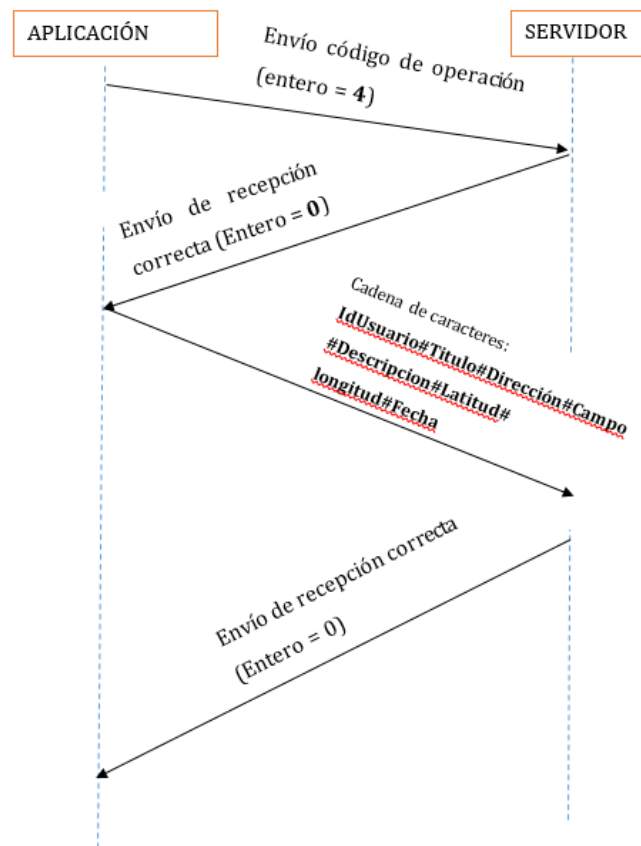 APLICACIÓN
SERVIDOR
Envío código de operación
(entero = 4)
Envío de recepción
correcta (Entero = 0)
Cadena de caracteres:
IdUsuario#Titulo#Dirección#Campo
#Descripcion#Latitud#
longitud#Fecha
Envío de recepción correcta
(Entero = 0)